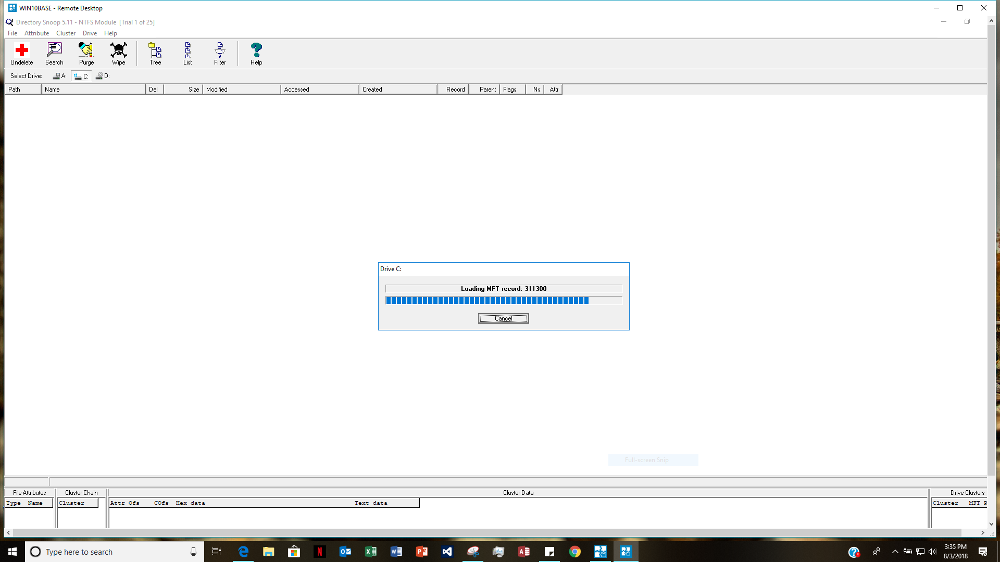 WIN10BASE - Remote Desktop
Directory Snoop 5.11 - NTFS Module [Trial 1 of 25]
File Attribute Cluster Drive Help
Undelete Search Purge Wipe Tree List Filter Help
Select Drive: A: C: D:
Path Name Del Size Modified Accessed Created Record Parent Flags Ns Attr
Drive C:
Loading MFT record: 311300
Cancel
Full-screen Snip
File Attributes Cluster Chain Cluster Data Drive Clusters
Type Name Cluster Attr Ofs COfs Hex data Text data Cluster MFT R
Type here to search
3:35 PM
8/3/2018